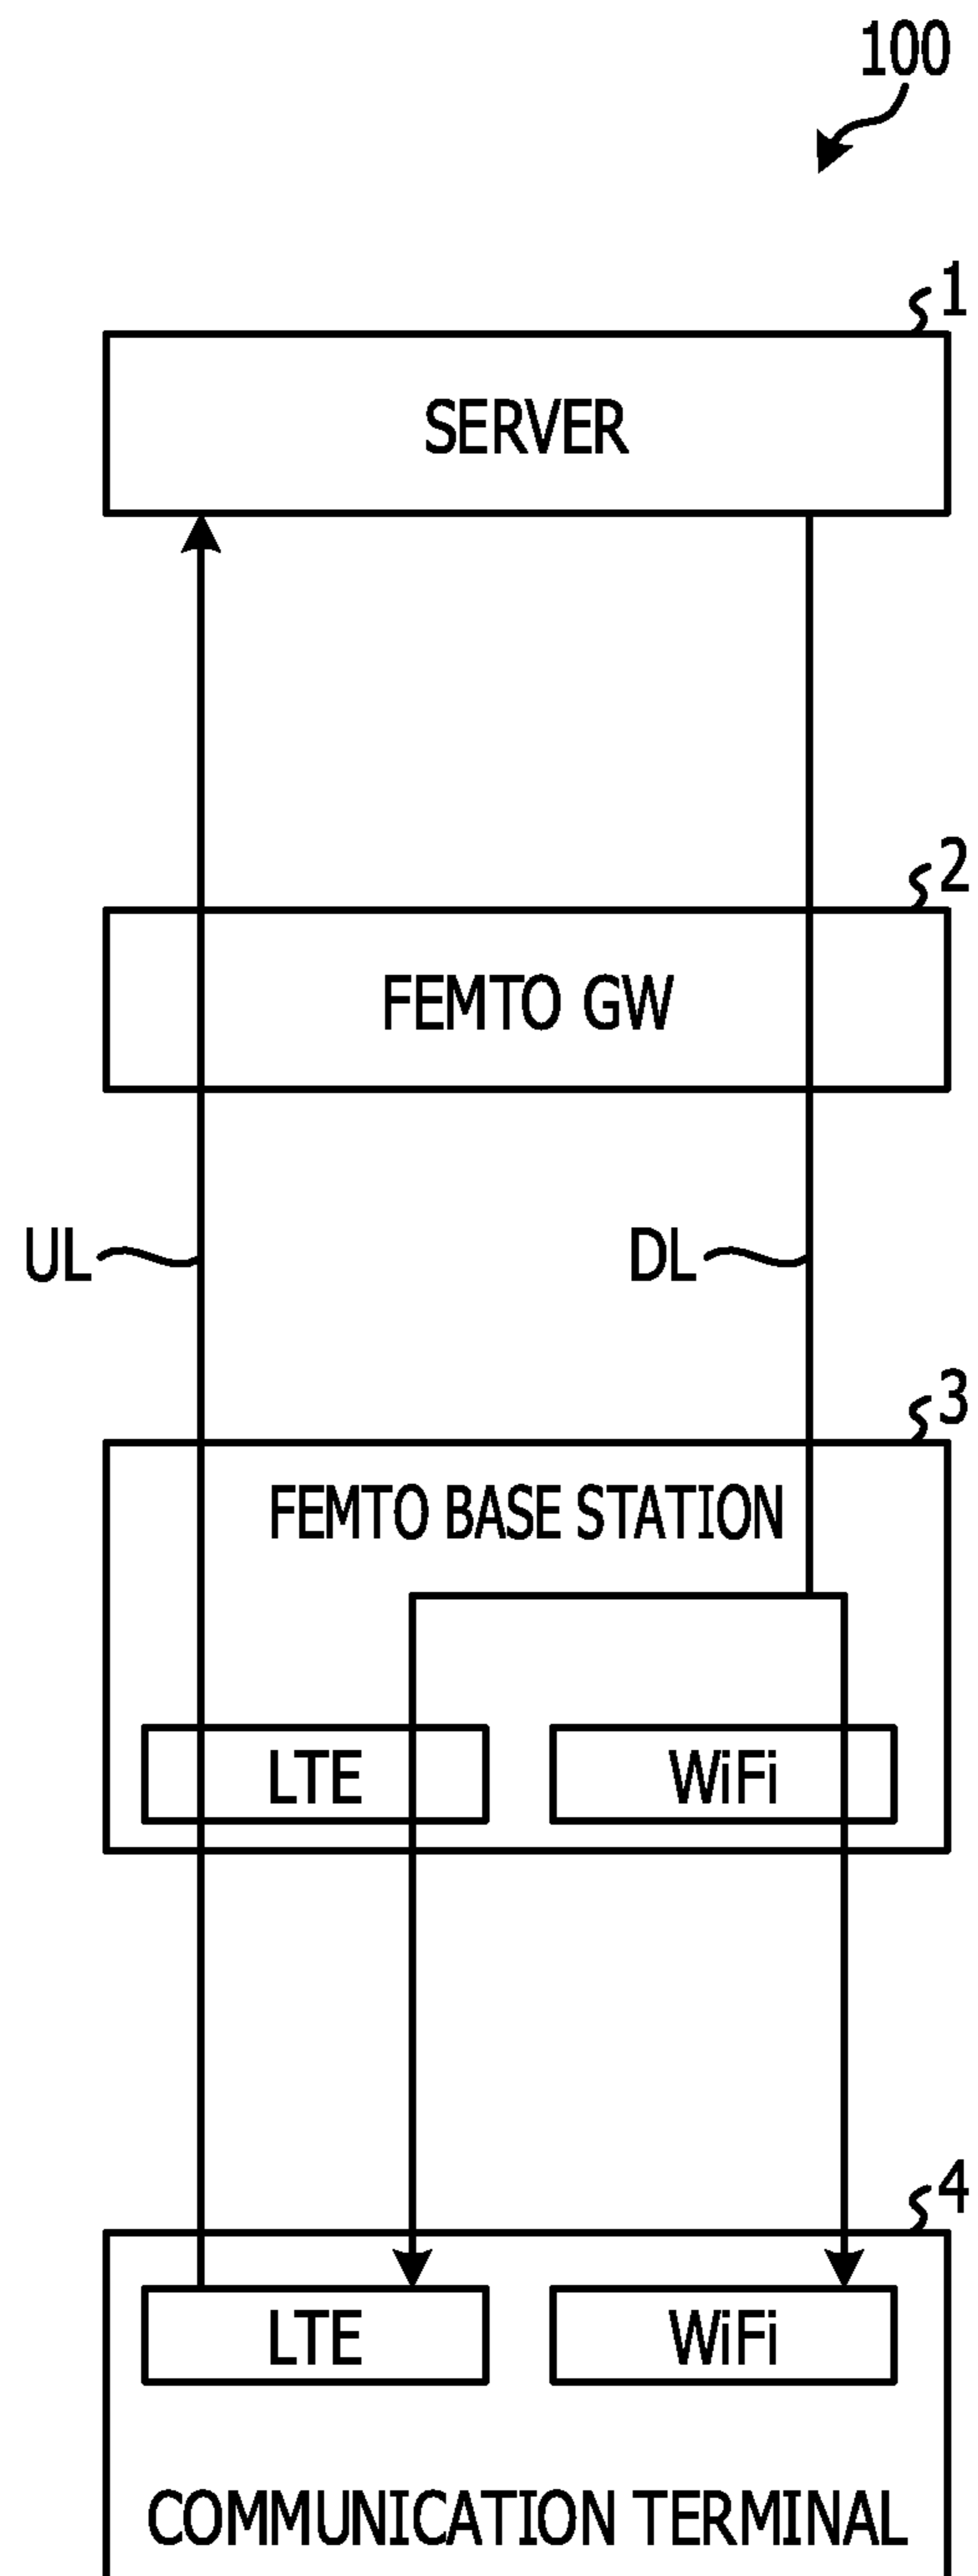 100
1
SERVER
2
FEMTO GW
UL
DL
3
FEMTO BASE STATION
LTE
WiFi
4
LTE
WiFi
COMMUNICATION TERMINAL